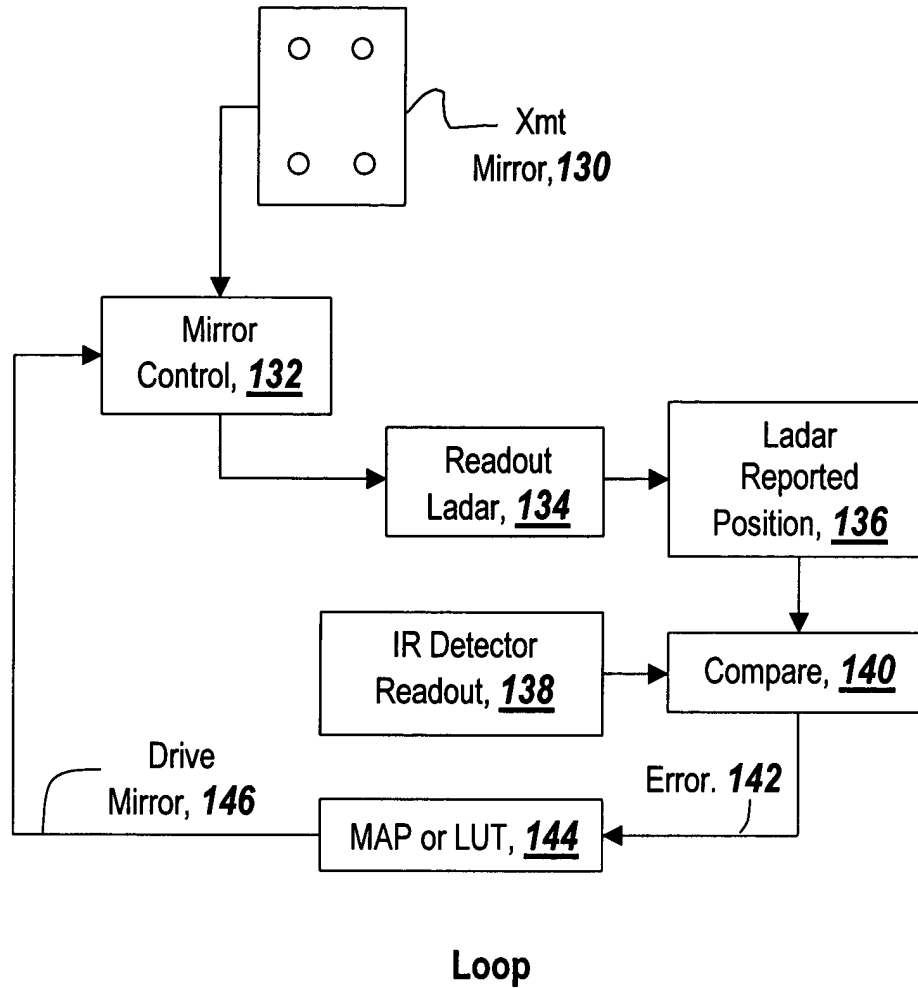 Xmt
Mirror,130
Mirror
Control, 132
Readout
Ladar, 134
Ladar
Reported
Position, 136
IR Detector
Readout, 138
Compare, 140
Drive
Mirror, 146
Error. 142
MAP or LUT, 144
Loop